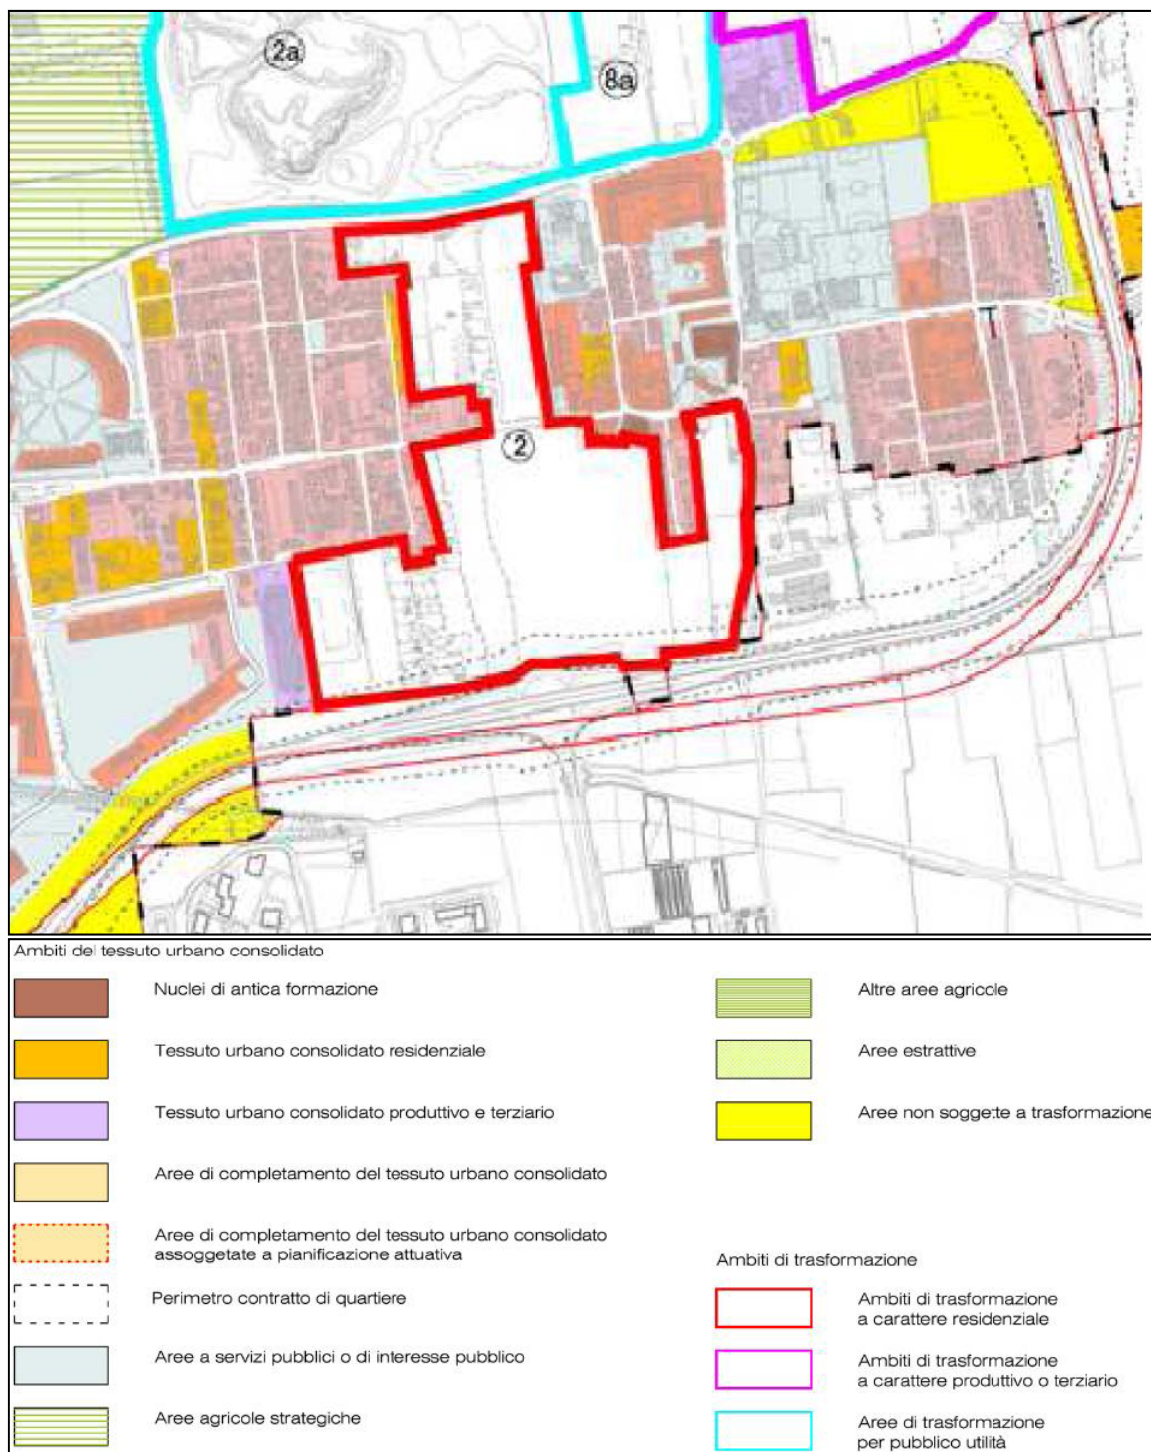 2a
8a
2
Ambiti del tessuto urbano consolidato
Nuclei di antica formazione
Tessuto urbano consolidato residenziale
Tessuto urbano consolidato produttivo e terziario
Aree di completamento del tessuto urbano consolidato
Aree di completamento del tessuto urbano consolidato
assoggetate a pianificazione attuativa
Perimetro contratto di quartiere
Aree a servizi pubblici o di interesse pubblico
Aree agricole strategiche
Altre aree agricole
Aree estrattive
Aree non soggette a trasformazione
Ambiti di trasformazione
Ambiti di trasformazione
a carattere residenziale
Ambiti di trasformazione
a carattere produttivo o terziario
Aree di trasformazione
per pubblico utilità